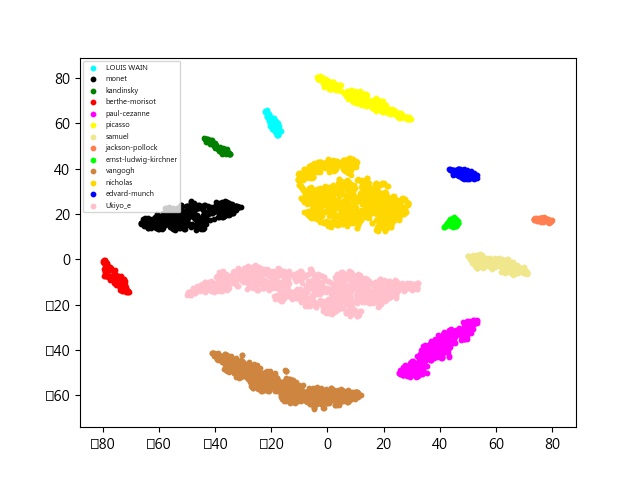 LOUIS WAIN
monet
kandinsky
berthe-morisot
paul-cezanne
picasso
samuel
jackson-pollock
ernst-ludwig-kirchner
vangogh
nicholas
edvard-munch
Ukiyo_e
80
60
40
20
0
□20
□40
□60
□80 □60 □40 □20 0 20 40 60 80